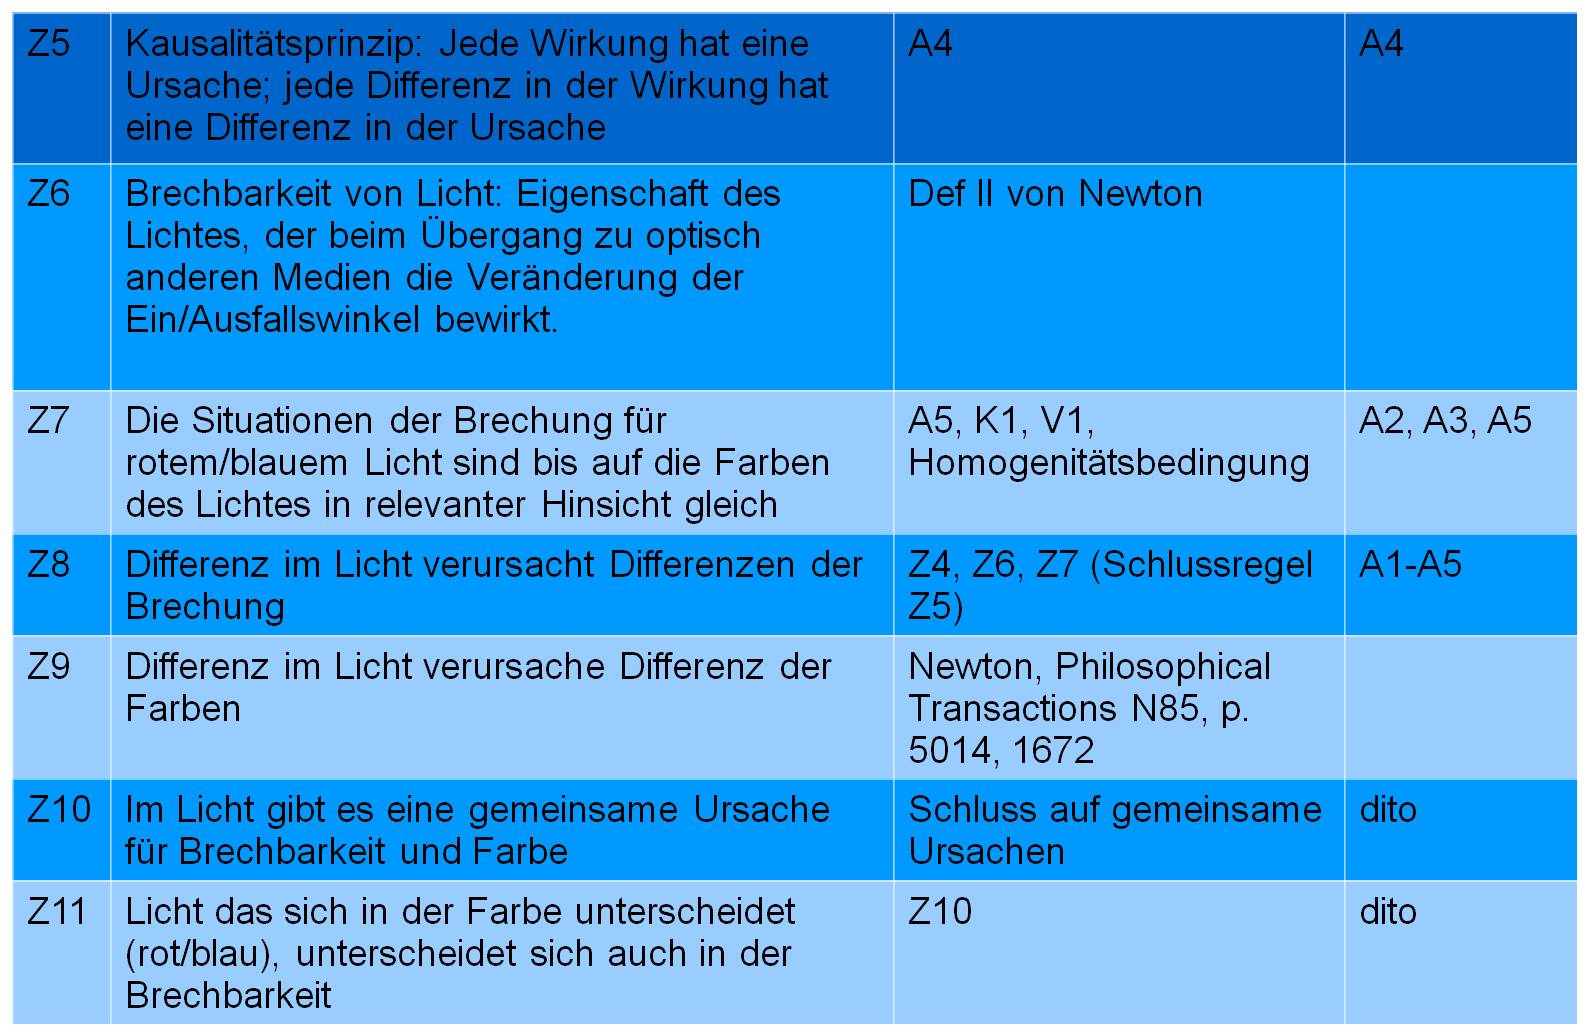 Z5 Kausalitätsprinzip: Jede Wirkung hat eine A4 A4
Ursache; jede Differenz in der Wirkung hat
eine Differenz in der Ursache
Z6 Brechbarkeit von Licht: Eigenschaft des Def II von Newton
Lichtes, der beim Übergang zu optisch
anderen Medien die Veränderung der
Ein/Ausfallswinkel bewirkt.
Z7 Die Situationen der Brechung für A5, K1, V1, A2, A3, A5
rotem/blauem Licht sind bis auf die Farben Homogenitätsbedingung
des Lichtes in relevanter Hinsicht gleich
Z8 Differenz im Licht verursacht Differenzen der Z4, Z6, Z7 (Schlussregel A1-A5
Brechung Z5)
Z9 Differenz im Licht verursache Differenz der Newton, Philosophical
Farben Transactions N85, p.
5014, 1672
Z10 Im Licht gibt es eine gemeinsame Ursache Schluss auf gemeinsame dito
für Brechbarkeit und Farbe Ursachen
Z11 Licht das sich in der Farbe unterscheidet Z10 dito
(rot/blau), unterscheidet sich auch in der
Brechbarkeit